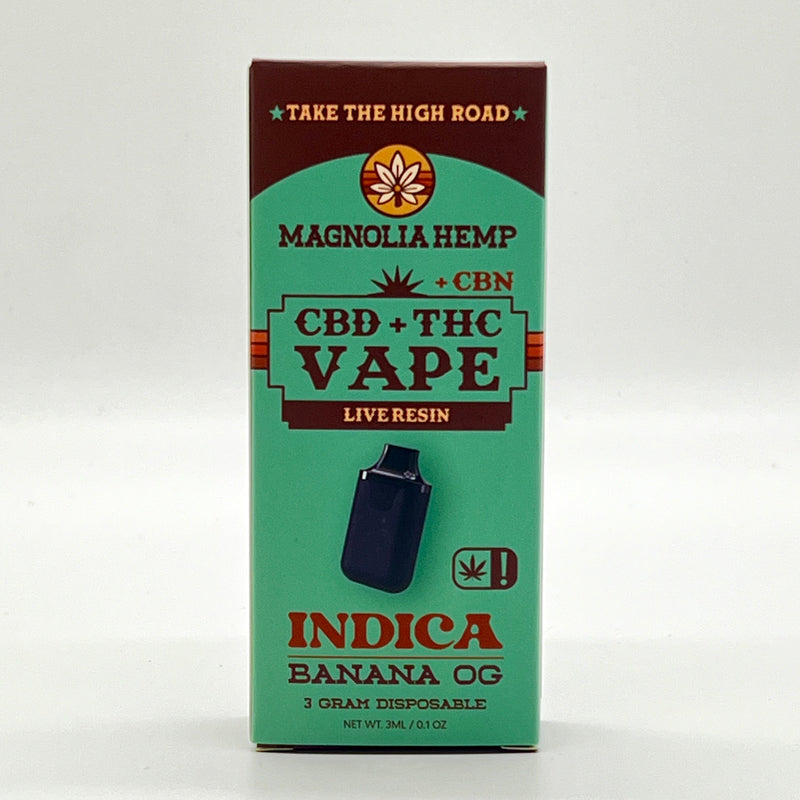 ★TAKE THE HIGH ROAD★
MAGNOLIA HEMP
+ CBN
CBD + THC
VAPE
LIVE RESIN
!
INDICA
BANANA OG
3 GRAM DISPOSABLE
NET WT. 3ML / 0.1 OZ